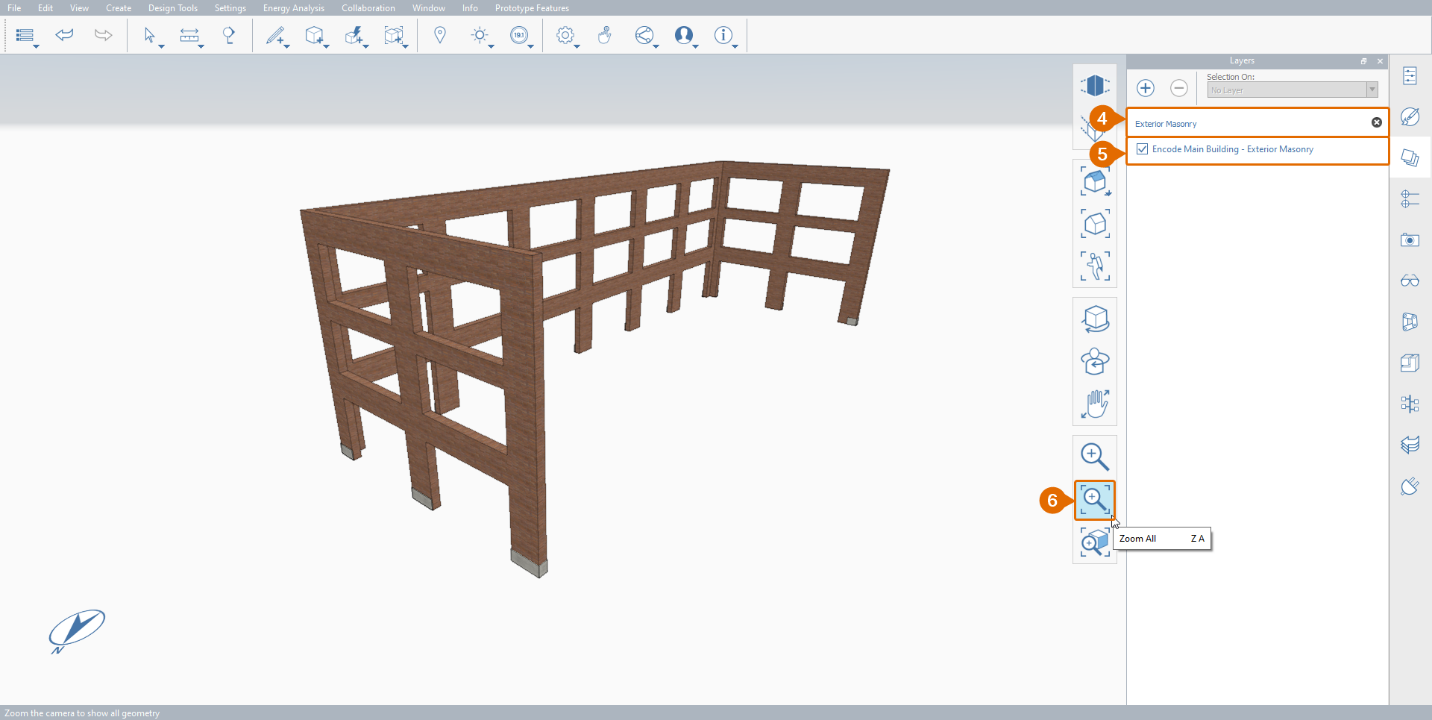 File Edit View Create Design Tools Settings Energy Analysis Collaboration Window Info Prototype Features
191
Layers
Selection On:
No Layer
4
Exterior Masonry
5
Encode Main Building - Exterior Masonry
6
Zoom All Z A
N
Zoom the camera to show all geometry